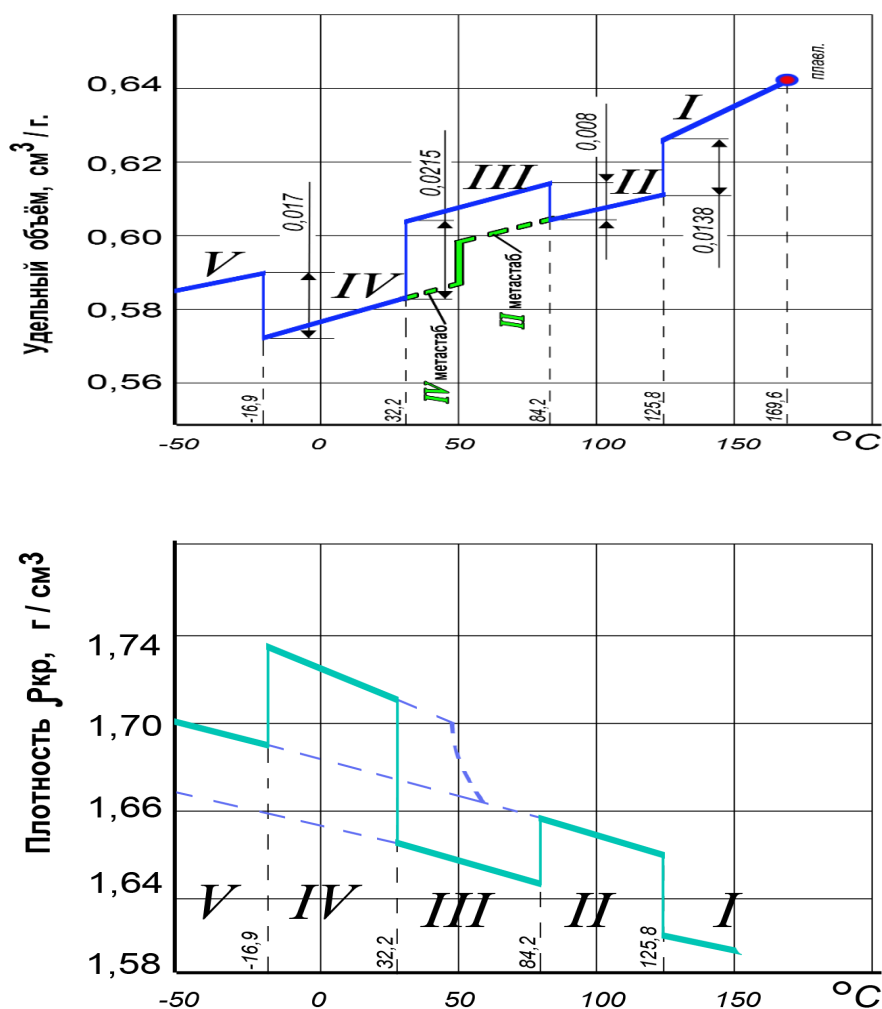 Удельный объём, см³/г.
0,64
0,62
0,60
0,58
0,56
V
IV
III
II
I
0,017
0,0215
0,008
0,0138
плавл.
IV метастаб.
II метастаб.
-16,9
32,2
84,2
125,8
169,6
-50
0
50
100
150
°C
Плотность ρкр, г/см³
1,74
1,70
1,66
1,64
1,58
V
IV
III
II
I
-16,9
32,2
84,2
125,8
-50
0
50
100
150
°C